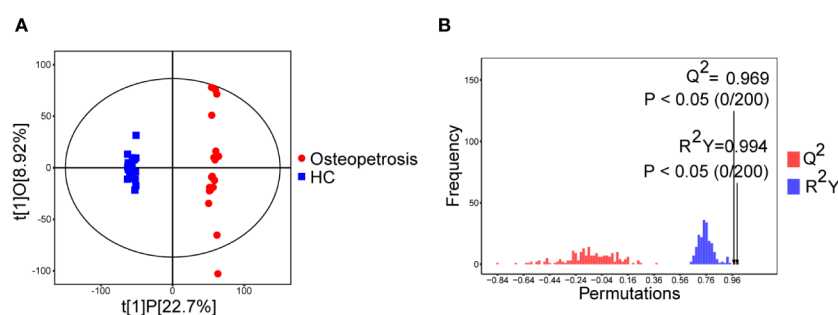 A
100
50
0
-50
-100
-100
0
100
t[1]O[8.92%]
t[1]P[22.7%]
Osteopetrosis
HC
B
Q²= 0.969
P < 0.05 (0/200)
R²Y=0.994
P < 0.05 (0/200)
150
100
50
0
Frequency
-0.84 -0.64 -0.44 -0.24 -0.04 0.16 0.36 0.56 0.76 0.96
Permutations
Q²
R²Y